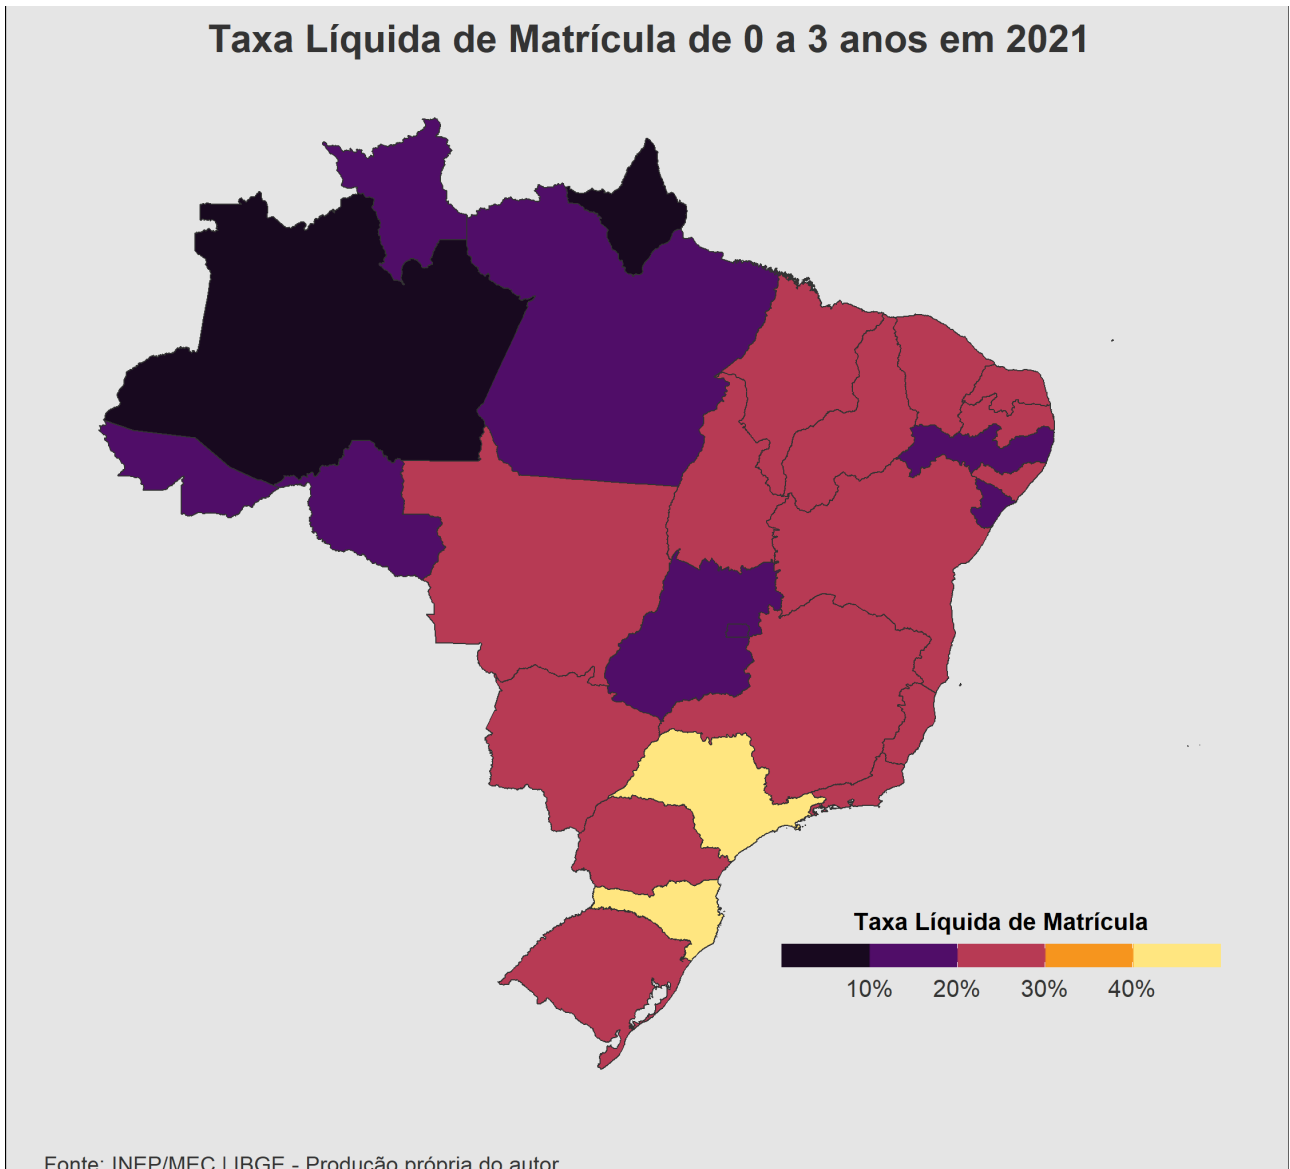 Taxa Líquida de Matrícula de 0 a 3 anos em 2021
Taxa Líquida de Matrícula
10% 20% 30% 40%
Fonte: INEP/MEC | IBGE - Produção própria do autor